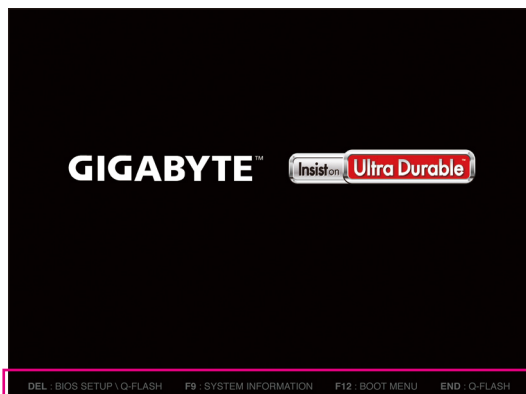 GIGABYTE™ Insist on Ultra Durable™
DEL : BIOS SETUP \ Q-FLASH F9 : SYSTEM INFORMATION F12 : BOOT MENU END : Q-FLASH